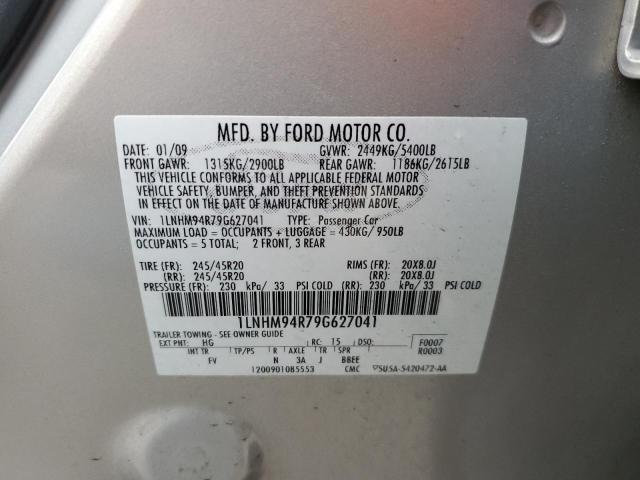 MFD. BY FORD MOTOR CO.
DATE: 01/09 GVWR: 2449KG/5400LB
FRONT GAWR: 1315KG/2900LB REAR GAWR: 1186KG/2615LB
THIS VEHICLE CONFORMS TO ALL APPLICABLE FEDERAL MOTOR
VEHICLE SAFETY, BUMPER, AND THEFT PREVENTION STANDARDS
IN EFFECT ON THE DATE OF MANUFACTURE SHOWN ABOVE.
VIN: 1LNHM94R79G627041 TYPE: Passenger Car
MAXIMUM LOAD = OCCUPANTS + LUGGAGE = 430KG/950LB
OCCUPANTS = 5 TOTAL; 2 FRONT, 3 REAR
TIRE (FR): 245/45R20 RIMS (FR): 20X8.0J
(RR): 245/45R20 (RR): 20X8.0J
PRESSURE (FR): 230 kPa/ 33 PSI COLD (RR): 230 kPa/ 33 PSI COLD
1LNHM94R79G627041
TRAILER TOWING - SEE OWNER GUIDE
EXT PNT: HG RC: 15 DSO: F0007
INT TR TP/PS R AXLE TR SPR R0003
FV N 3A J BBEE
1200901085553 CMC ▽SUSA-5420472-AA